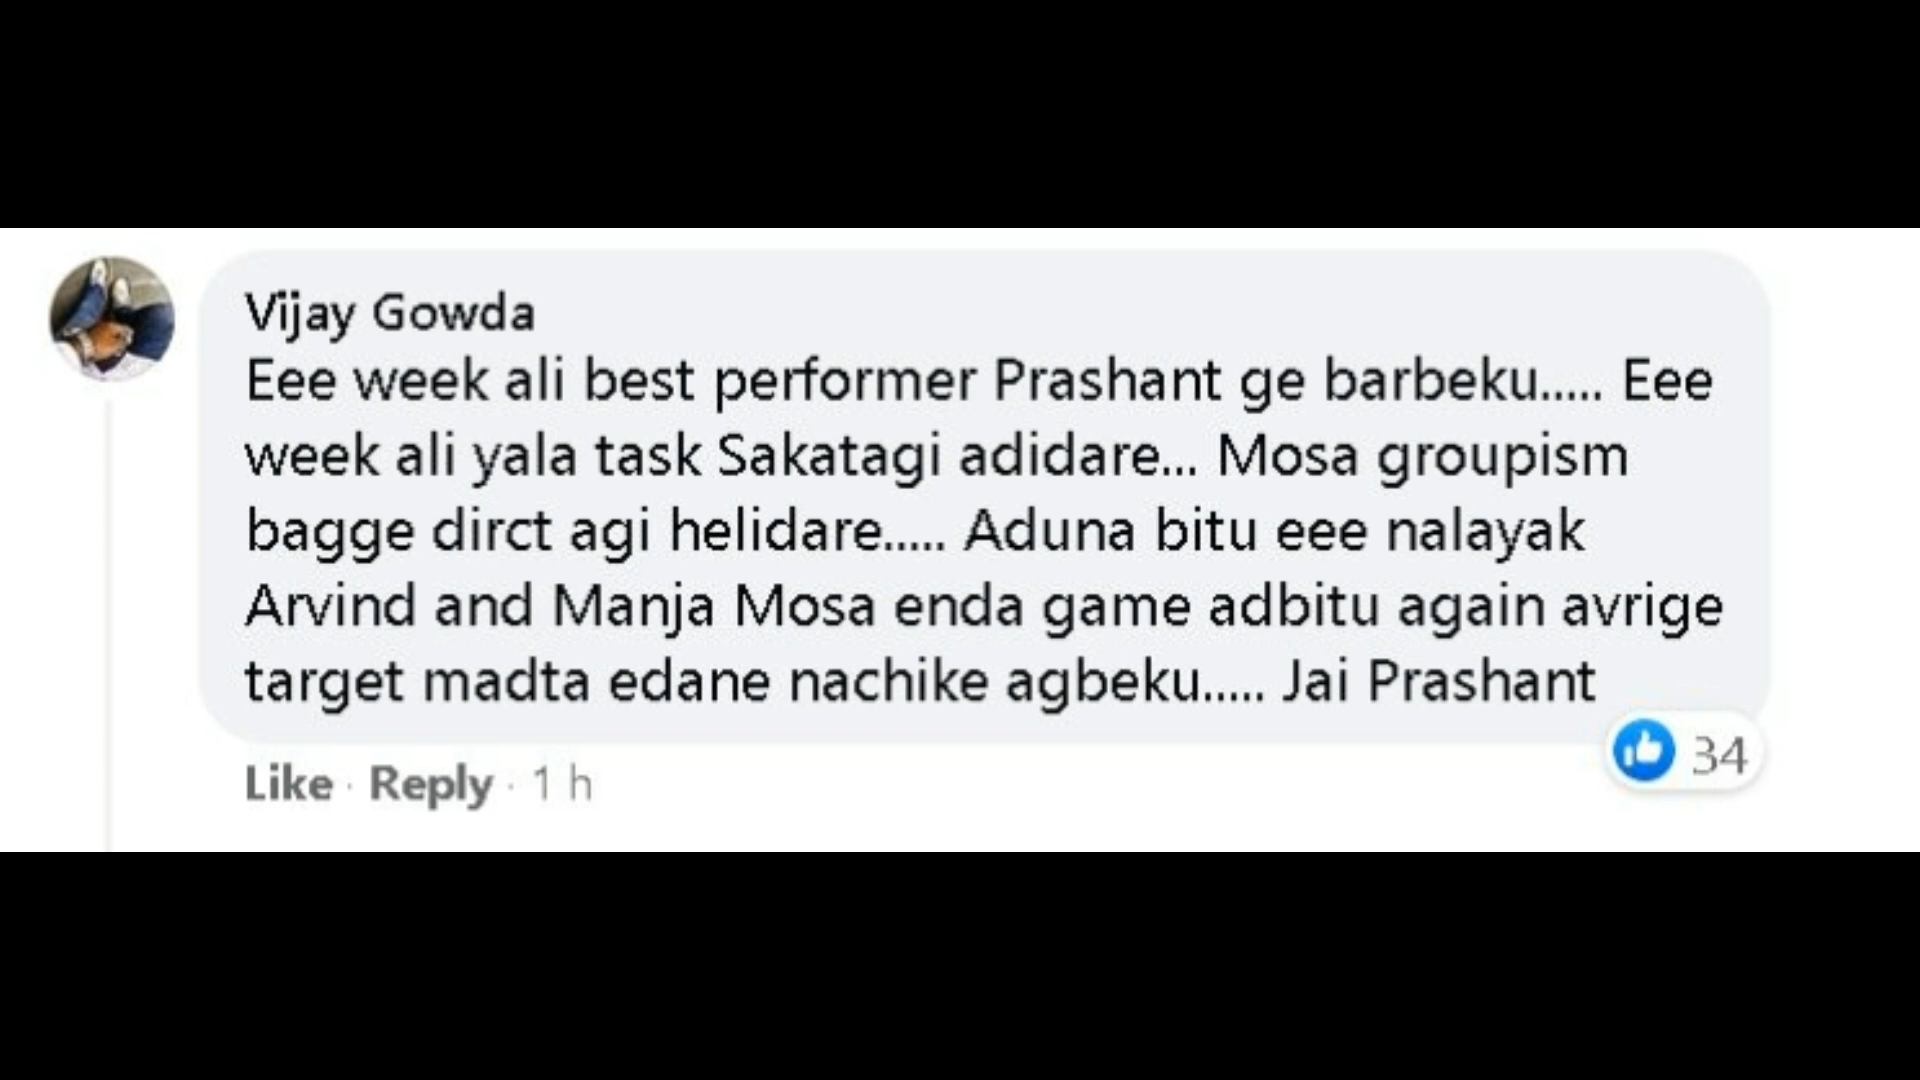 Vijay Gowda
Eee week ali best performer Prashant ge barbeku..... Eee
week ali yala task Sakatagi adidare... Mosa groupism
bagge dirct agi helidare..... Aduna bitu eee nalayak
Arvind and Manja Mosa enda game adbitu again avrige
target madta edane nachike agbeku..... Jai Prashant
34
Like · Reply · 1 h